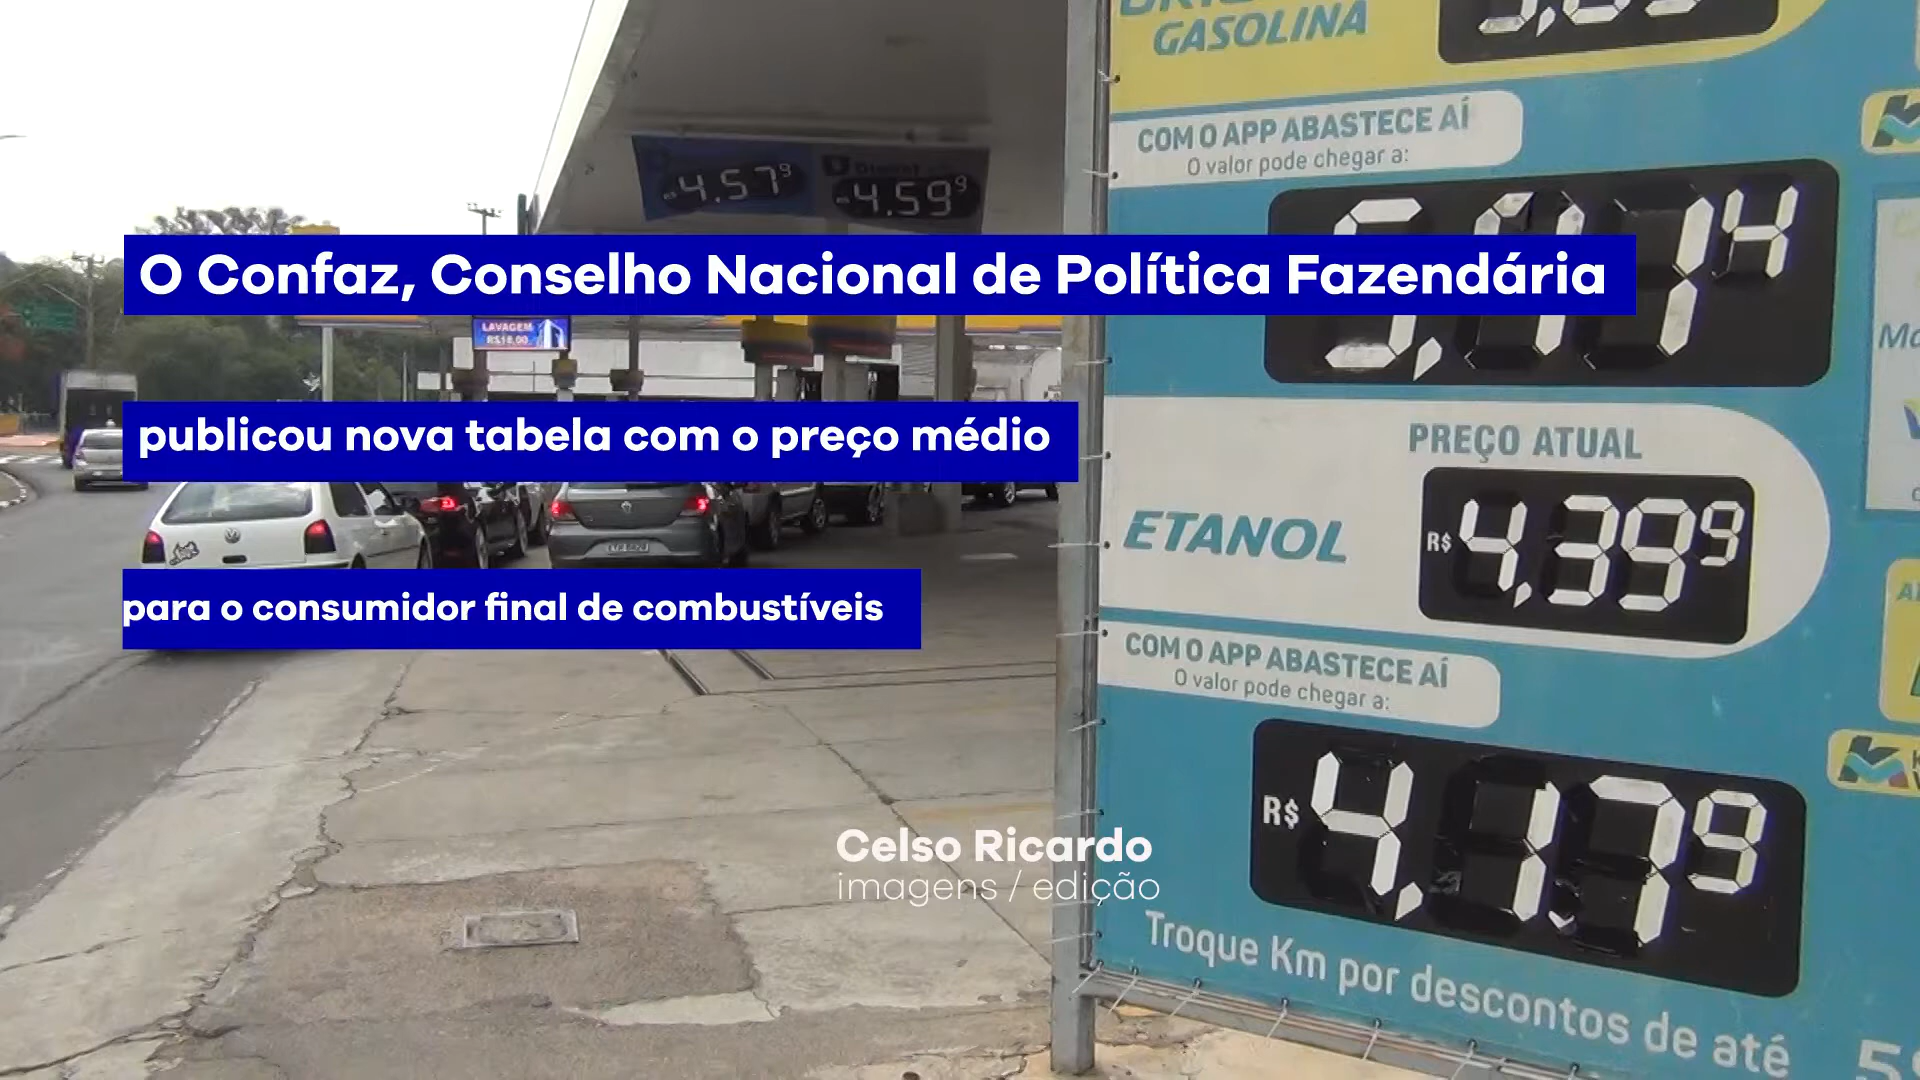 GASOLINA
COM O APP ABASTECE AÍ
O valor pode chegar a:
4.57⁹
4.59⁹
O Confaz, Conselho Nacional de Política Fazendária
LAVAGEM
R$18,00
publicou nova tabela com o preço médio
PREÇO ATUAL
ETANOL
R$ 4,39⁹
para o consumidor final de combustíveis
COM O APP ABASTECE AÍ
O valor pode chegar a:
R$ 4,17⁹
Celso Ricardo
imagens / edição
Troque Km por descontos de até